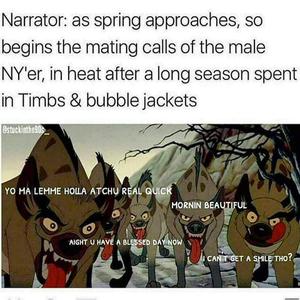 Narrator: as spring approaches, so
begins the mating calls of the male
NY'er, in heat after a long season spent
in Timbs & bubble jackets
YO MA LEMME HOLLA ATCHU REAL QUICK
MORNIN BEAUTIFUL
AIGHT U HAVE A BLESSED DAY NOW
I CAN'T GET A SMILE THO?